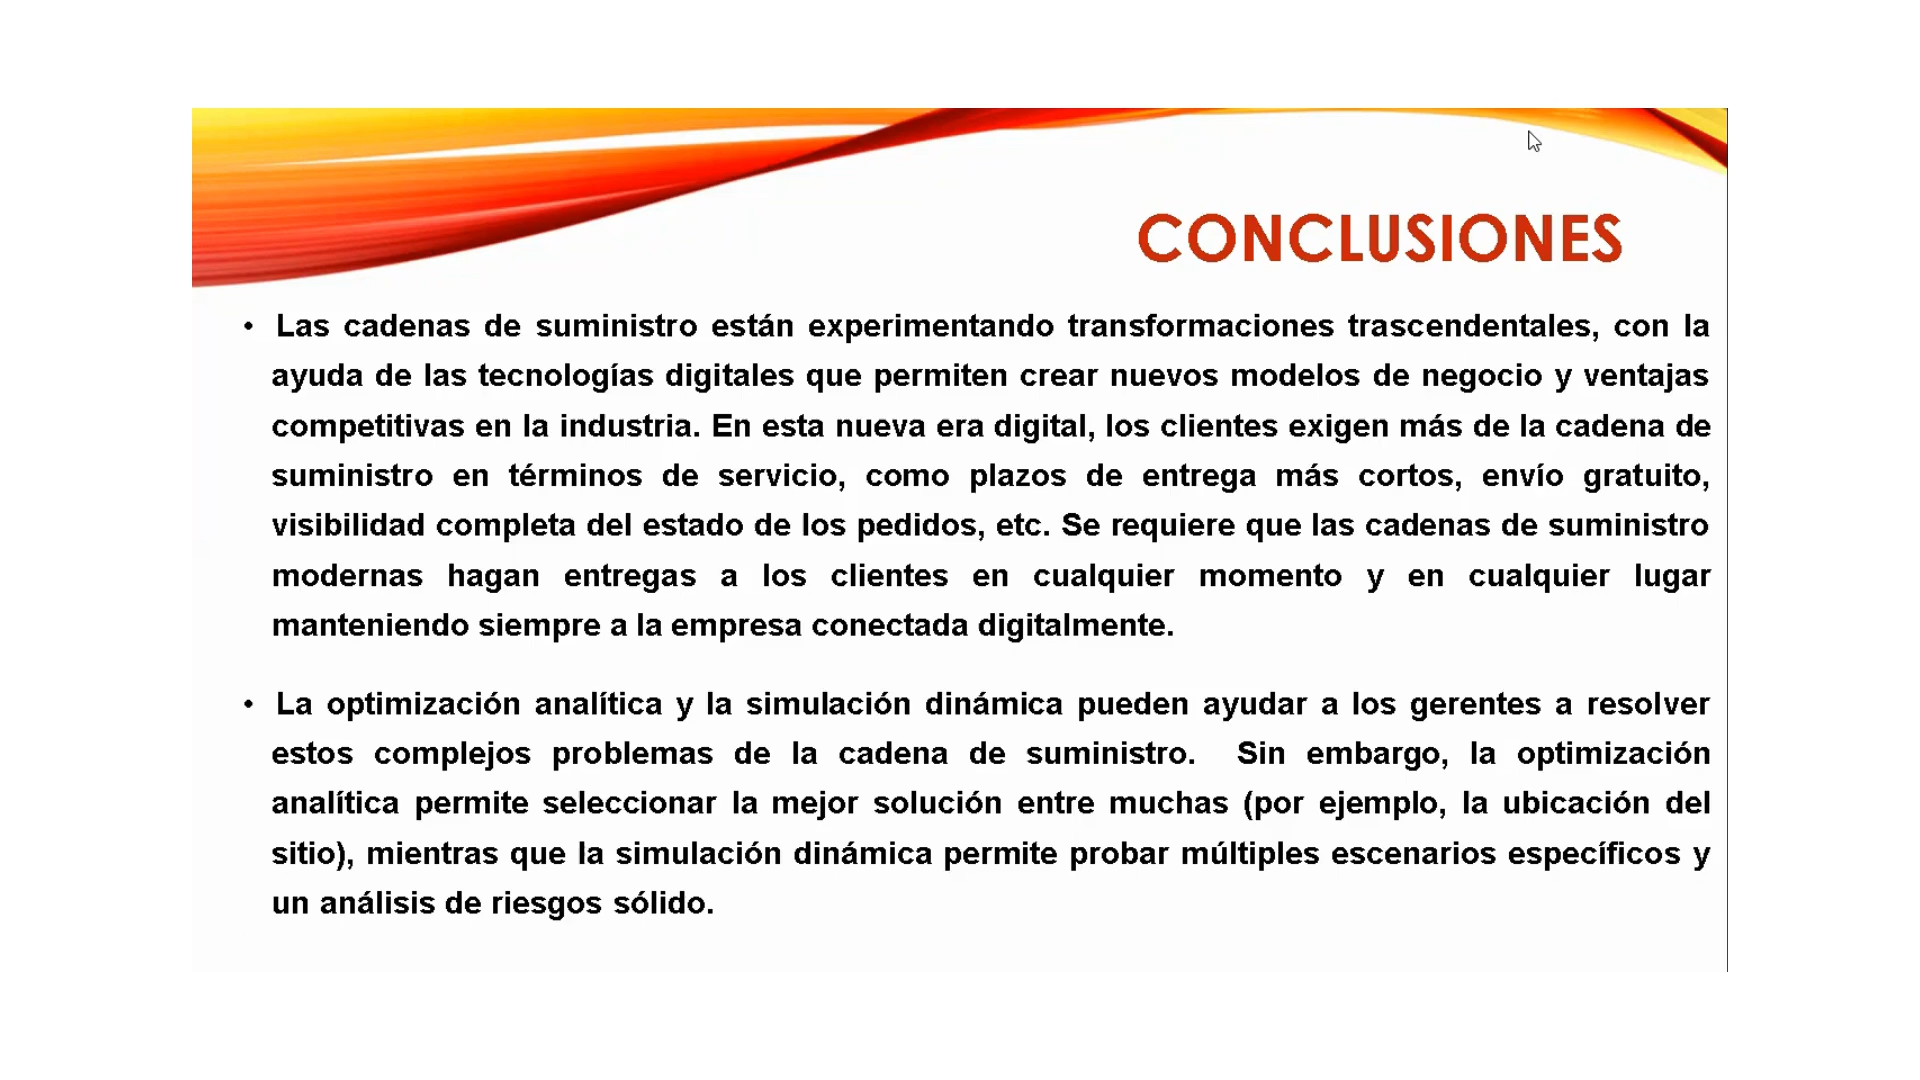 CONCLUSIONES
• Las cadenas de suministro están experimentando transformaciones trascendentales, con la
ayuda de las tecnologías digitales que permiten crear nuevos modelos de negocio y ventajas
competitivas en la industria. En esta nueva era digital, los clientes exigen más de la cadena de
suministro en términos de servicio, como plazos de entrega más cortos, envío gratuito,
visibilidad completa del estado de los pedidos, etc. Se requiere que las cadenas de suministro
modernas hagan entregas a los clientes en cualquier momento y en cualquier lugar
manteniendo siempre a la empresa conectada digitalmente.
• La optimización analítica y la simulación dinámica pueden ayudar a los gerentes a resolver
estos complejos problemas de la cadena de suministro.  Sin embargo, la optimización
analítica permite seleccionar la mejor solución entre muchas (por ejemplo, la ubicación del
sitio), mientras que la simulación dinámica permite probar múltiples escenarios específicos y
un análisis de riesgos sólido.